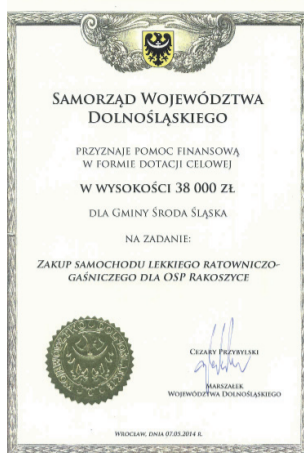 SAMORZĄD WOJEWÓDZTWA
DOLNOŚLĄSKIEGO
PRZYZNAJE POMOC FINANSOWĄ
W FORMIE DOTACJI CELOWEJ
W WYSOKOŚCI 38 000 ZŁ
DLA GMINY ŚRODA ŚLĄSKA
NA ZADANIE:
ZAKUP SAMOCHODU LEKKIEGO RATOWNICZO-
GAŚNICZEGO DLA OSP RAKOSZYCE
CEZARY PRZYBYLSKI
MARSZAŁEK
WOJEWÓDZTWA DOLNOŚLĄSKIEGO
WROCŁAW, DNIA 07.05.2014 R.